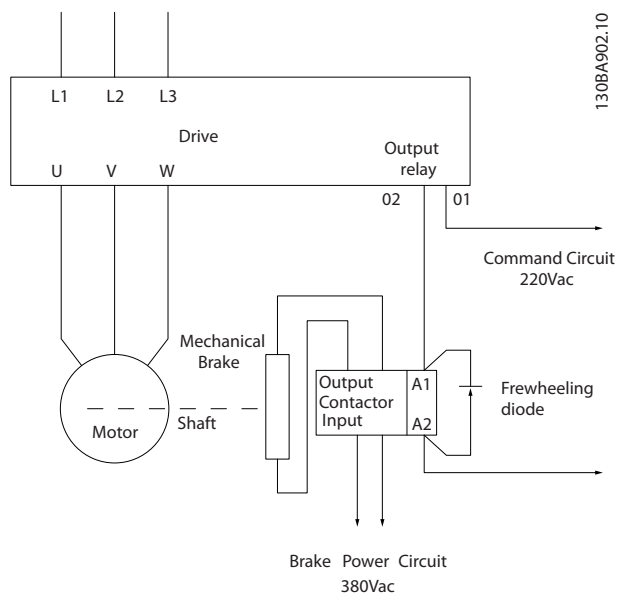 130BA902.10
L1 L2 L3
Drive
Output
relay
U V W
02 01
Command Circuit
220Vac
Mechanical
Brake
Output
Contactor
Input
A1
A2
Frewheeling
diode
Motor
Shaft
Brake Power Circuit
380Vac